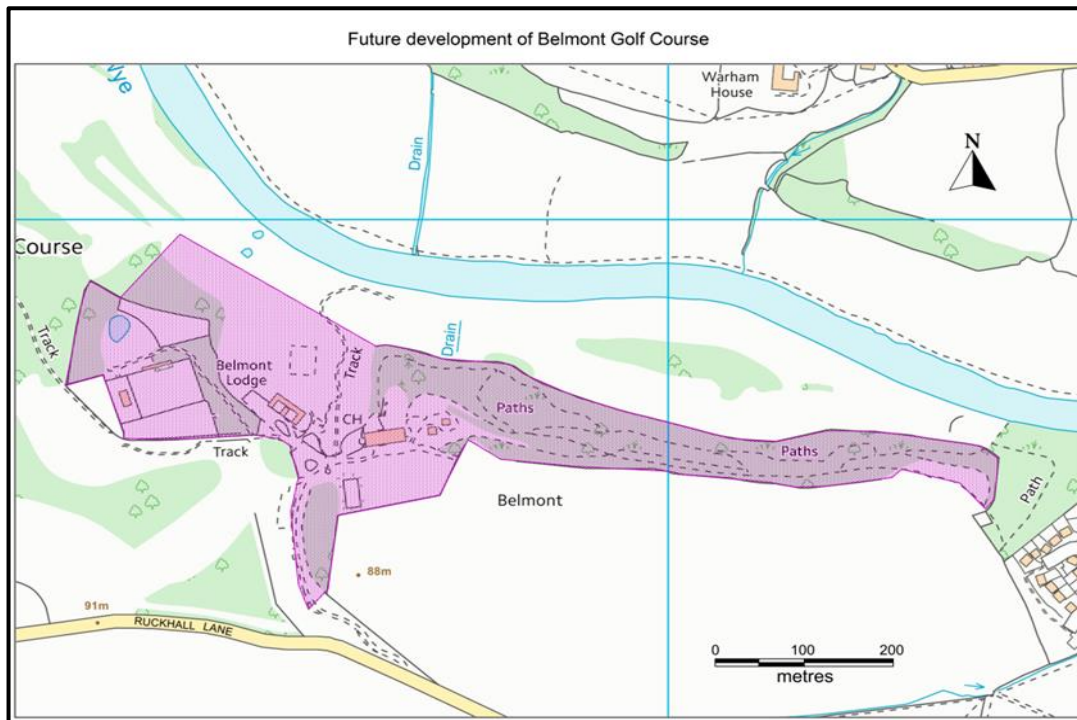 Future development of Belmont Golf Course
Wye
Warham
House
Drain
N
Course
Track
Drain
Belmont
Lodge
Track
CH
Paths
Track
Paths
Path
Belmont
88m
91m
RUCKHALL LANE
0 100 200
metres